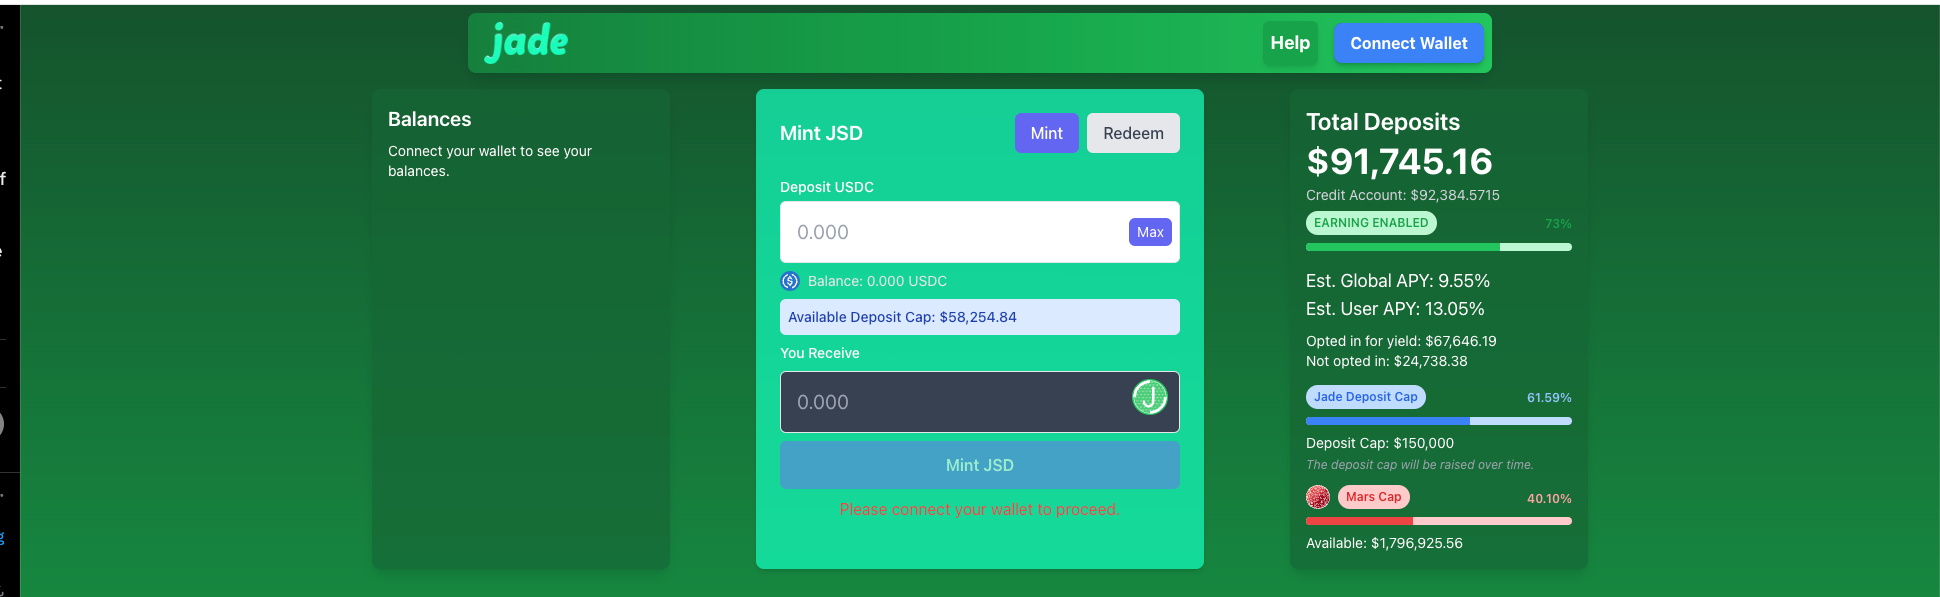 jade
Help
Connect Wallet
Balances
Connect your wallet to see your
balances.
Mint JSD
Mint
Redeem
Deposit USDC
0.000
Max
Balance: 0.000 USDC
Available Deposit Cap: $58,254.84
You Receive
0.000
J
Mint JSD
Please connect your wallet to proceed.
Total Deposits
$91,745.16
Credit Account: $92,384.5715
EARNING ENABLED
73%
Est. Global APY: 9.55%
Est. User APY: 13.05%
Opted in for yield: $67,646.19
Not opted in: $24,738.38
Jade Deposit Cap
61.59%
Deposit Cap: $150,000
The deposit cap will be raised over time.
Mars Cap
40.10%
Available: $1,796,925.56